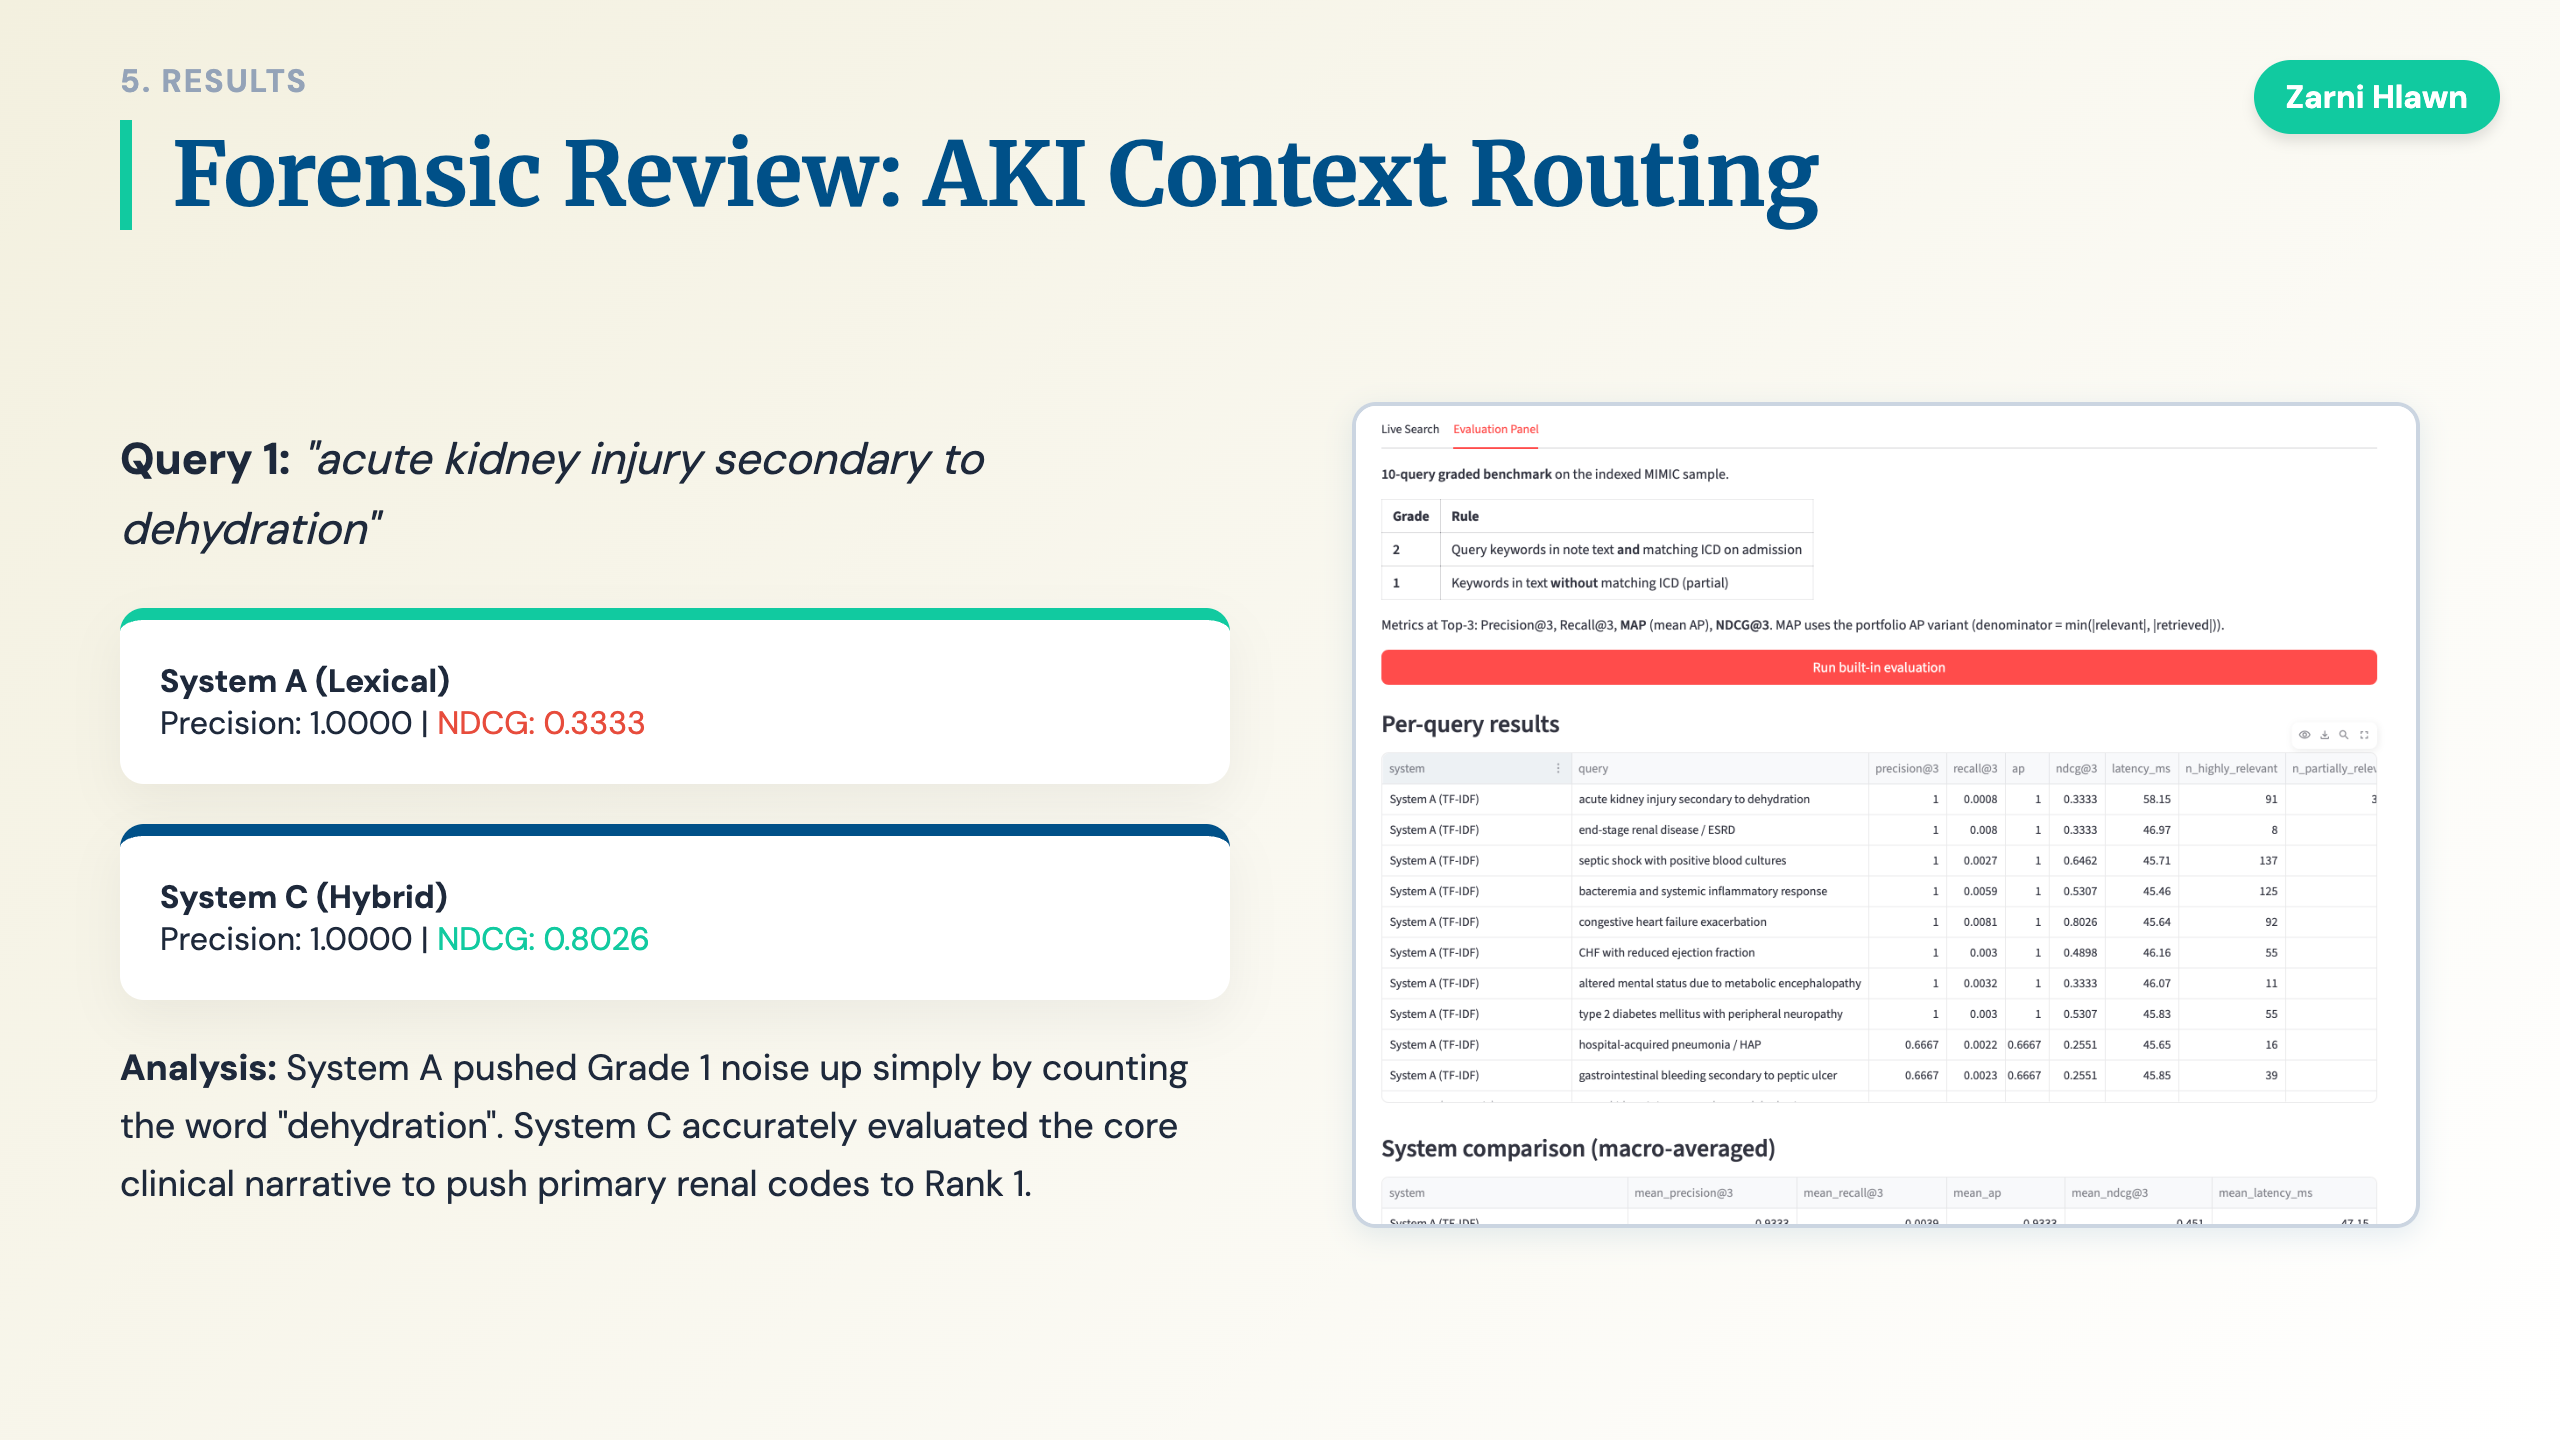 5. RESULTS
Zarni Hlawn
Forensic Review: AKI Context Routing
Query 1: "acute kidney injury secondary to
dehydration"
System A (Lexical)
Precision: 1.0000 | NDCG: 0.3333
System C (Hybrid)
Precision: 1.0000 | NDCG: 0.8026
Analysis: System A pushed Grade 1 noise up simply by counting
the word "dehydration". System C accurately evaluated the core
clinical narrative to push primary renal codes to Rank 1.
Live Search Evaluation Panel
10-query graded benchmark on the indexed MIMIC sample.
Grade Rule
2 Query keywords in note text and matching ICD on admission
1 Keywords in text without matching ICD (partial)
Metrics at Top-3: Precision@3, Recall@3, MAP (mean AP), NDCG@3. MAP uses the portfolio AP variant (denominator = min(|relevant|, |retrieved|)).
Run built-in evaluation
Per-query results
system query precision@3 recall@3 ap ndcg@3 latency_ms n_highly_relevant n_partially_relev
System A (TF-IDF) acute kidney injury secondary to dehydration 1 0.0008 1 0.3333 58.15 91 3
System A (TF-IDF) end-stage renal disease / ESRD 1 0.008 1 0.3333 46.97 8
System A (TF-IDF) septic shock with positive blood cultures 1 0.0027 1 0.6462 45.71 137
System A (TF-IDF) bacteremia and systemic inflammatory response 1 0.0059 1 0.5307 45.46 125
System A (TF-IDF) congestive heart failure exacerbation 1 0.0081 1 0.8026 45.64 92
System A (TF-IDF) CHF with reduced ejection fraction 1 0.003 1 0.4898 46.16 55
System A (TF-IDF) altered mental status due to metabolic encephalopathy 1 0.0032 1 0.3333 46.07 11
System A (TF-IDF) type 2 diabetes mellitus with peripheral neuropathy 1 0.003 1 0.5307 45.83 55
System A (TF-IDF) hospital-acquired pneumonia / HAP 0.6667 0.0022 0.6667 0.2551 45.65 16
System A (TF-IDF) gastrointestinal bleeding secondary to peptic ulcer 0.6667 0.0023 0.6667 0.2551 45.85 39
System comparison (macro-averaged)
system mean_precision@3 mean_recall@3 mean_ap mean_ndcg@3 mean_latency_ms
System A (TF-IDF) 0.9333 0.0039 0.9333 0.451 47.15